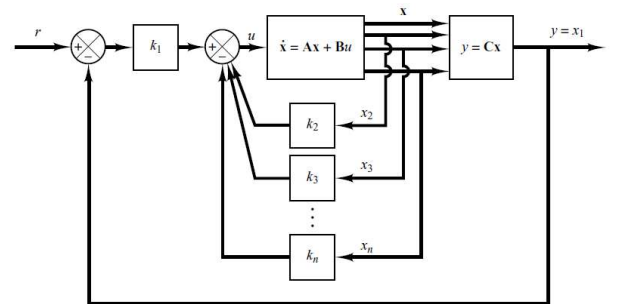 r
+
−
k₁
+
−
u
ẋ = Ax + Bu
x
y = Cx
y = x₁
k₂
x₂
k₃
x₃
⋮
kₙ
xₙ